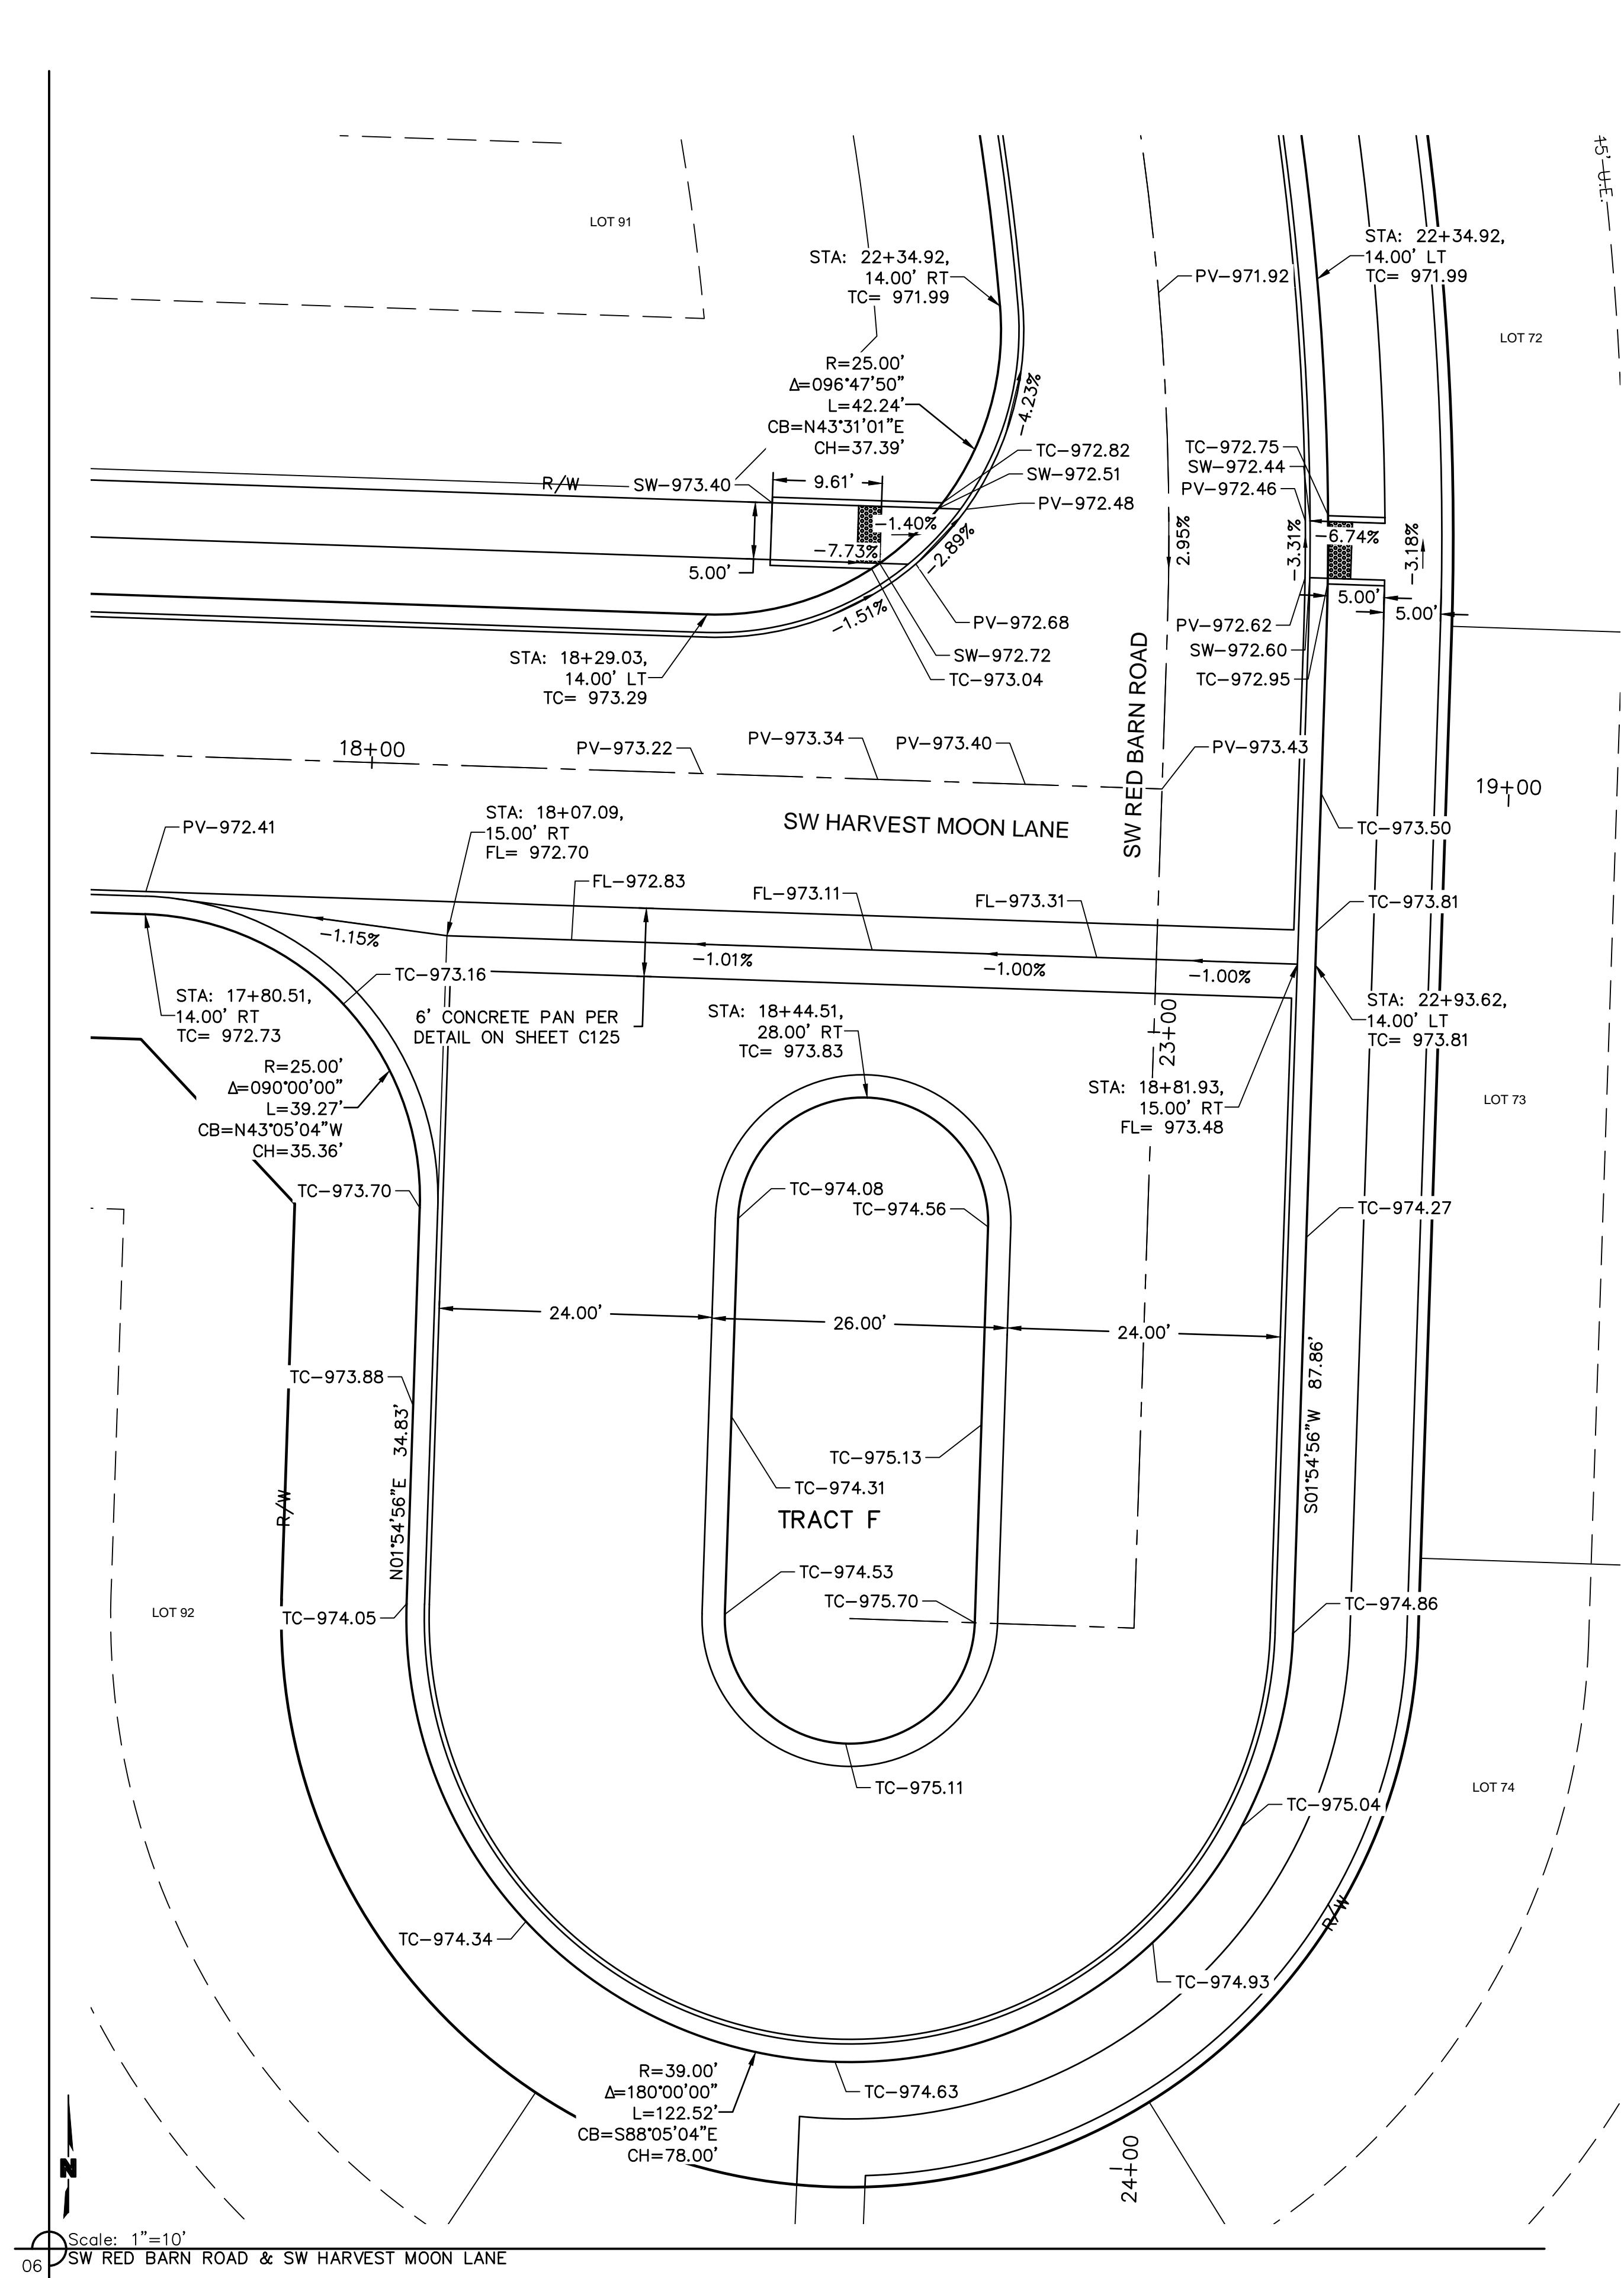 15' U.E.
LOT 91
STA: 22+34.92,
14.00' RT
TC= 971.99
STA: 22+34.92,
14.00' LT
TC= 971.99
PV-971.92
LOT 72
R=25.00'
Δ=096°47'50"
L=42.24'
CB=N43°31'01"E
CH=37.39'
-4.23%
TC-972.82
SW-972.51
PV-972.48
TC-972.75
SW-972.44
PV-972.46
R/W
SW-973.40
9.61'
-1.40%
-7.73%
-2.89%
2.95%
-3.31%
-6.74%
-3.18%
5.00'
-1.51%
5.00'
5.00'
PV-972.68
SW-972.72
TC-973.04
PV-972.62
SW-972.60
TC-972.95
STA: 18+29.03,
14.00' LT
TC= 973.29
SW RED BARN ROAD
18+00
PV-973.22
PV-973.34
PV-973.40
PV-973.43
19+00
SW HARVEST MOON LANE
PV-972.41
STA: 18+07.09,
15.00' RT
FL= 972.70
TC-973.50
FL-972.83
FL-973.11
FL-973.31
TC-973.81
-1.15%
-1.01%
-1.00%
-1.00%
TC-973.16
STA: 17+80.51,
14.00' RT
TC= 972.73
6' CONCRETE PAN PER
DETAIL ON SHEET C125
STA: 18+44.51,
28.00' RT
TC= 973.83
23+00
STA: 22+93.62,
14.00' LT
TC= 973.81
R=25.00'
Δ=090°00'00"
L=39.27'
CB=N43°05'04"W
CH=35.36'
STA: 18+81.93,
15.00' RT
FL= 973.48
LOT 73
TC-973.70
TC-974.08
TC-974.56
TC-974.27
24.00'
26.00'
24.00'
TC-973.88
N01°54'56"E 34.83'
S01°54'56"W 87.86'
TC-975.13
TC-974.31
R/W
TRACT F
TC-974.53
TC-975.70
TC-974.86
LOT 92
TC-974.05
TC-975.11
LOT 74
TC-975.04
R/W
TC-974.34
TC-974.93
R=39.00'
Δ=180°00'00"
L=122.52'
CB=S88°05'04"E
CH=78.00'
TC-974.63
24+00
N
Scale: 1"=10'
06
SW RED BARN ROAD & SW HARVEST MOON LANE